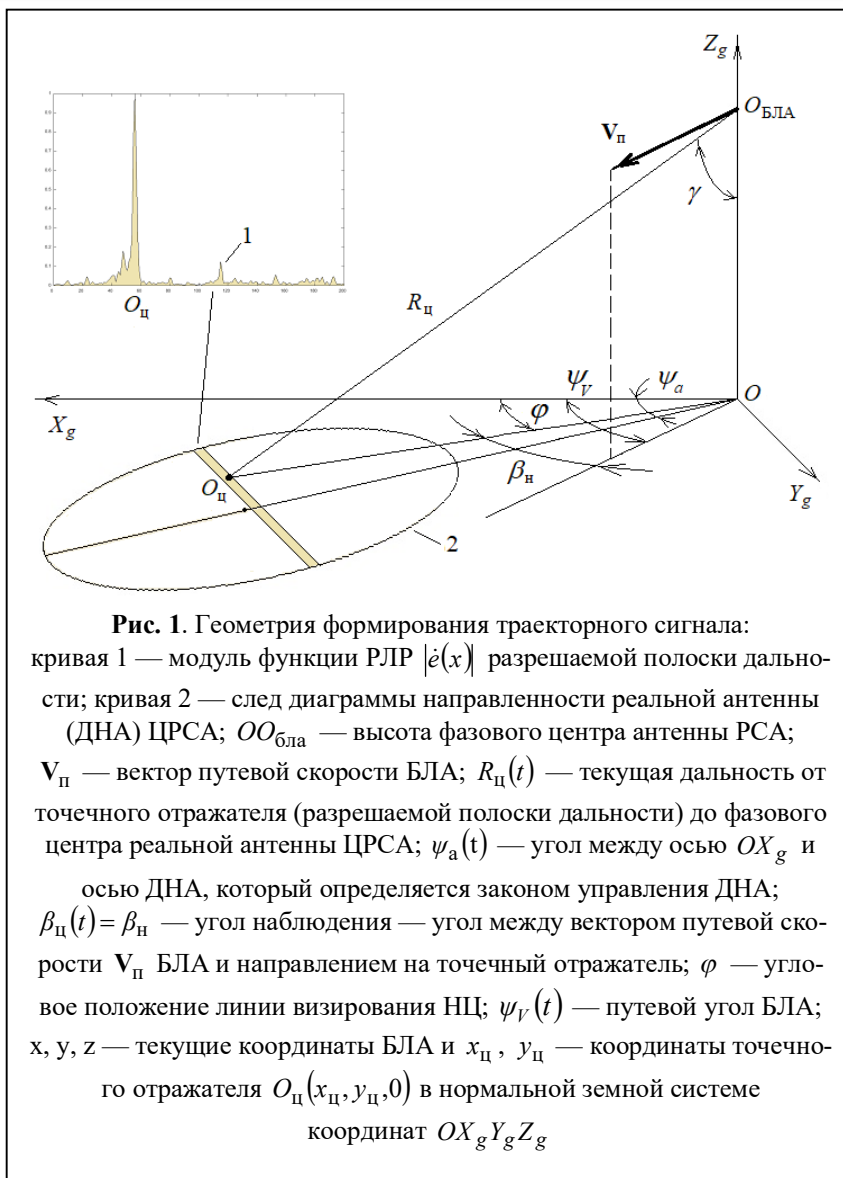 Z_g
O_БЛА
V_п
γ
1
O_ц
R_ц
ψ_V
ψ_a
O
X_g
φ
O_ц
β_н
Y_g
2
Рис. 1. Геометрия формирования траекторного сигнала:
кривая 1 — модуль функции РЛР |ė(x)| разрешаемой полоски дально-
сти; кривая 2 — след диаграммы направленности реальной антенны
(ДНА) ЦРСА; OO_бла — высота фазового центра антенны РСА;
V_п — вектор путевой скорости БЛА; R_ц(t) — текущая дальность от
точечного отражателя (разрешаемой полоски дальности) до фазового
центра реальной антенны ЦРСА; ψ_а(t) — угол между осью OX_g и
осью ДНА, который определяется законом управления ДНА;
β_ц(t) = β_н — угол наблюдения — угол между вектором путевой ско-
рости V_п БЛА и направлением на точечный отражатель; φ — угло-
вое положение линии визирования НЦ; ψ_V(t) — путевой угол БЛА;
x, y, z — текущие координаты БЛА и x_ц, y_ц — координаты точечно-
го отражателя O_ц(x_ц, y_ц, 0) в нормальной земной системе
координат OX_gY_gZ_g